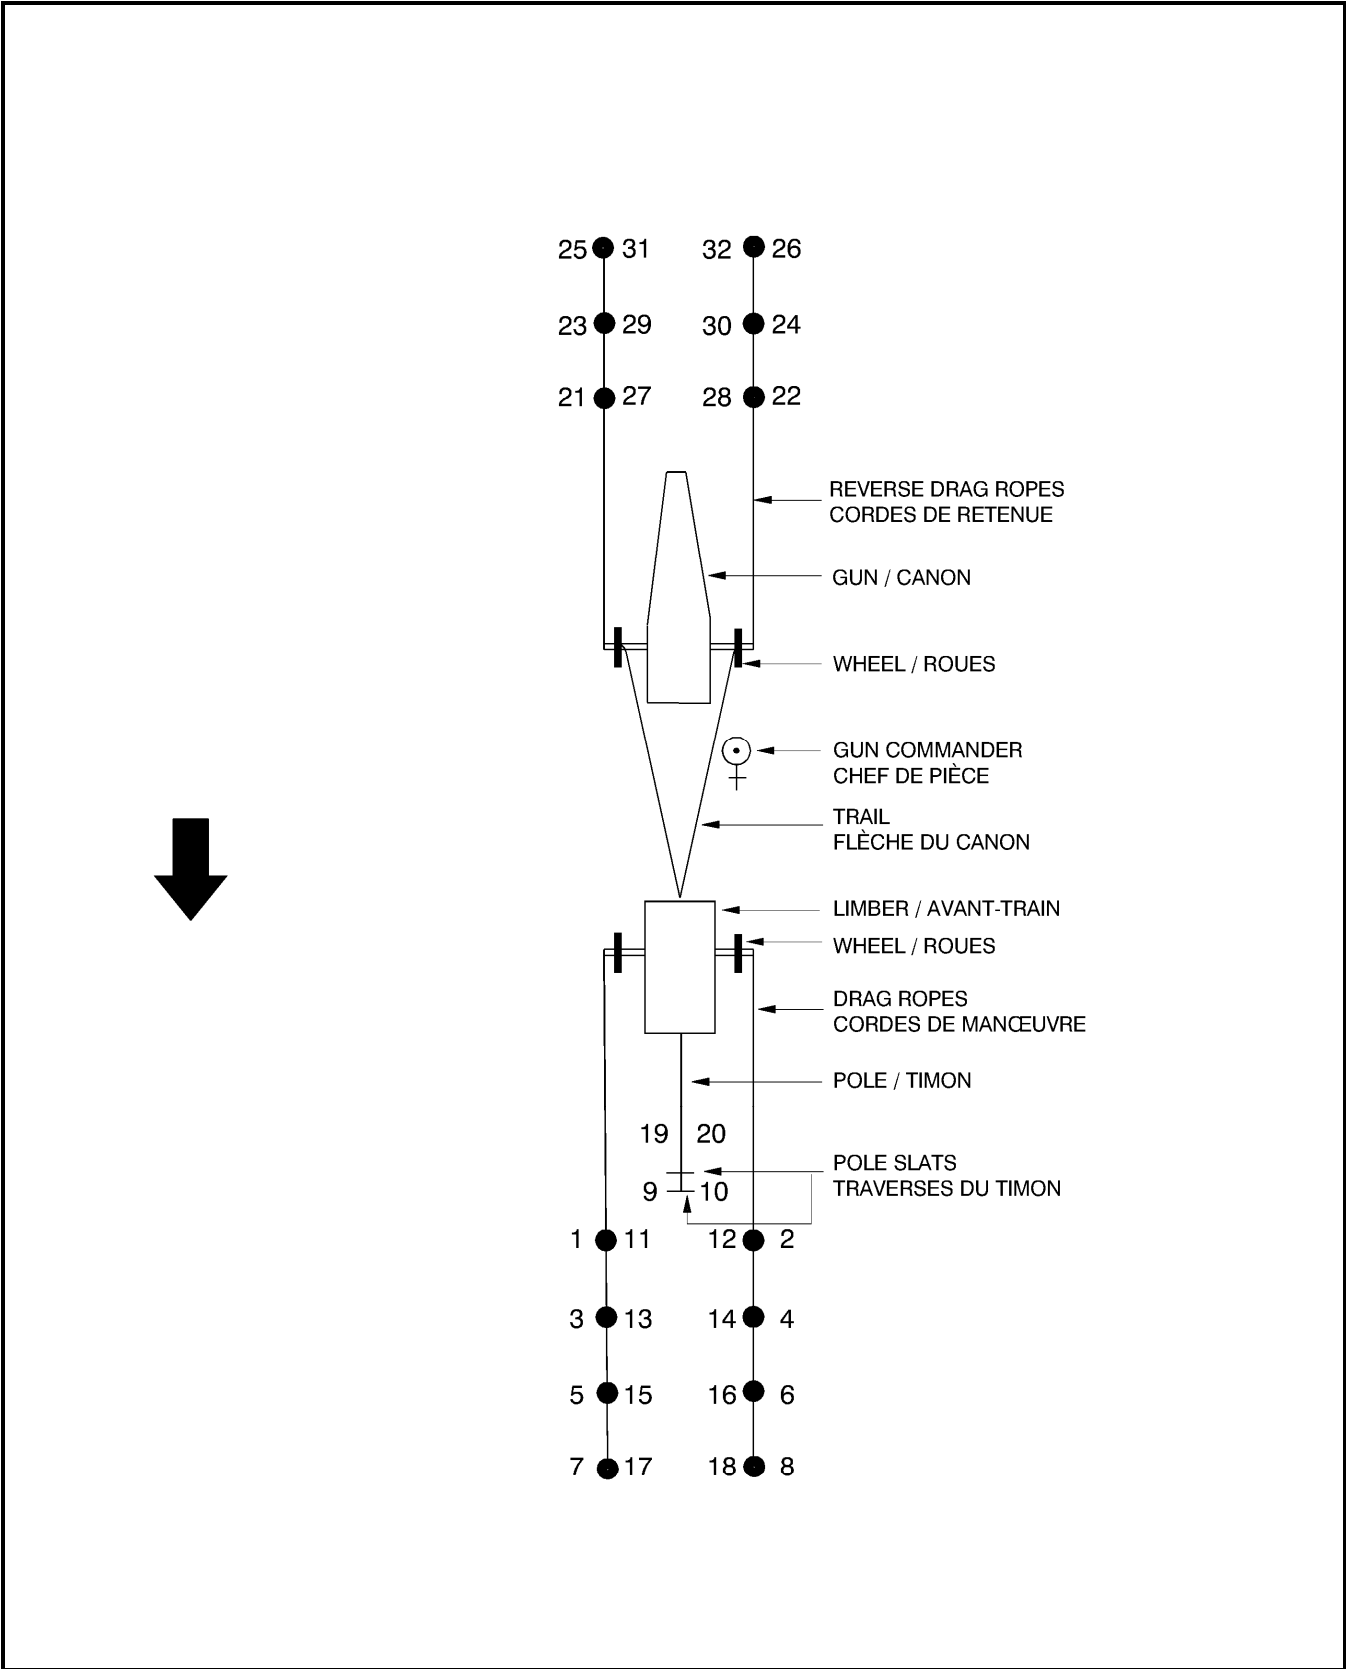 25 31 32 26
23 29 30 24
21 27 28 22
REVERSE DRAG ROPES
CORDES DE RETENUE
GUN / CANON
WHEEL / ROUES
GUN COMMANDER
CHEF DE PIÈCE
TRAIL
FLÈCHE DU CANON
LIMBER / AVANT-TRAIN
WHEEL / ROUES
DRAG ROPES
CORDES DE MANŒUVRE
POLE / TIMON
19 20
POLE SLATS
TRAVERSES DU TIMON
9 10
1 11 12 2
3 13 14 4
5 15 16 6
7 17 18 8